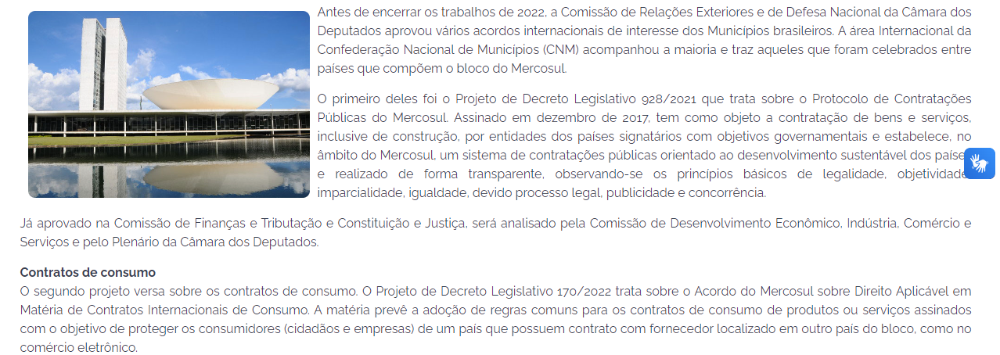 Antes de encerrar os trabalhos de 2022, a Comissão de Relações Exteriores e de Defesa Nacional da Câmara dos
Deputados aprovou vários acordos internacionais de interesse dos Municípios brasileiros. A área Internacional da
Confederação Nacional de Municípios (CNM) acompanhou a maioria e traz aqueles que foram celebrados entre
países que compõem o bloco do Mercosul.
O primeiro deles foi o Projeto de Decreto Legislativo 928/2021 que trata sobre o Protocolo de Contratações
Públicas do Mercosul. Assinado em dezembro de 2017, tem como objeto a contratação de bens e serviços,
inclusive de construção, por entidades dos países signatários com objetivos governamentais e estabelece, no
âmbito do Mercosul, um sistema de contratações públicas orientado ao desenvolvimento sustentável dos países
e realizado de forma transparente, observando-se os princípios básicos de legalidade, objetividade,
imparcialidade, igualdade, devido processo legal, publicidade e concorrência.
Já aprovado na Comissão de Finanças e Tributação e Constituição e Justiça, será analisado pela Comissão de Desenvolvimento Econômico, Indústria, Comércio e
Serviços e pelo Plenário da Câmara dos Deputados.
Contratos de consumo
O segundo projeto versa sobre os contratos de consumo. O Projeto de Decreto Legislativo 170/2022 trata sobre o Acordo do Mercosul sobre Direito Aplicável em
Matéria de Contratos Internacionais de Consumo. A matéria prevê a adoção de regras comuns para os contratos de consumo de produtos ou serviços assinados
com o objetivo de proteger os consumidores (cidadãos e empresas) de um país que possuem contrato com fornecedor localizado em outro país do bloco, como no
comércio eletrônico.